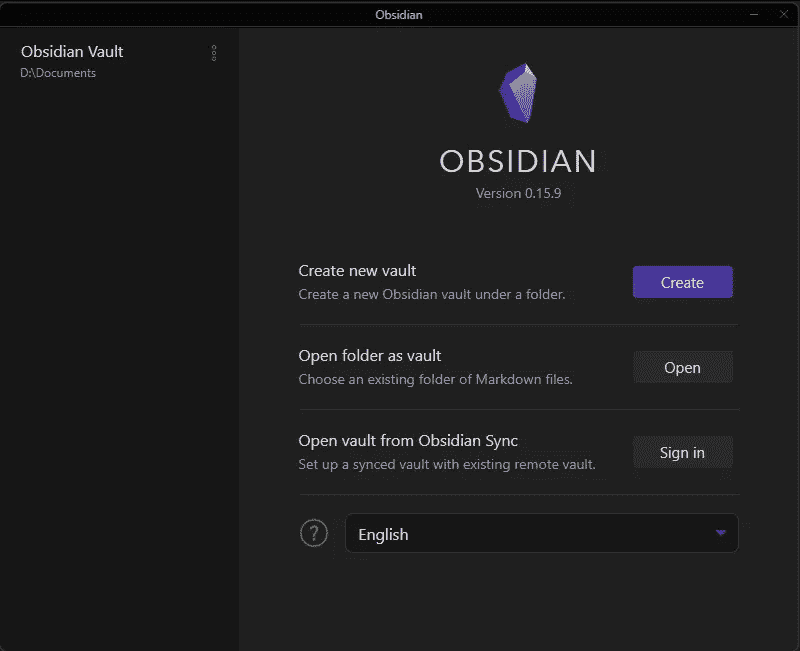 Obsidian
Obsidian Vault
D:\Documents
OBSIDIAN
Version 0.15.9
Create new vault
Create a new Obsidian vault under a folder.
Create
Open folder as vault
Choose an existing folder of Markdown files.
Open
Open vault from Obsidian Sync
Set up a synced vault with existing remote vault.
Sign in
?
English